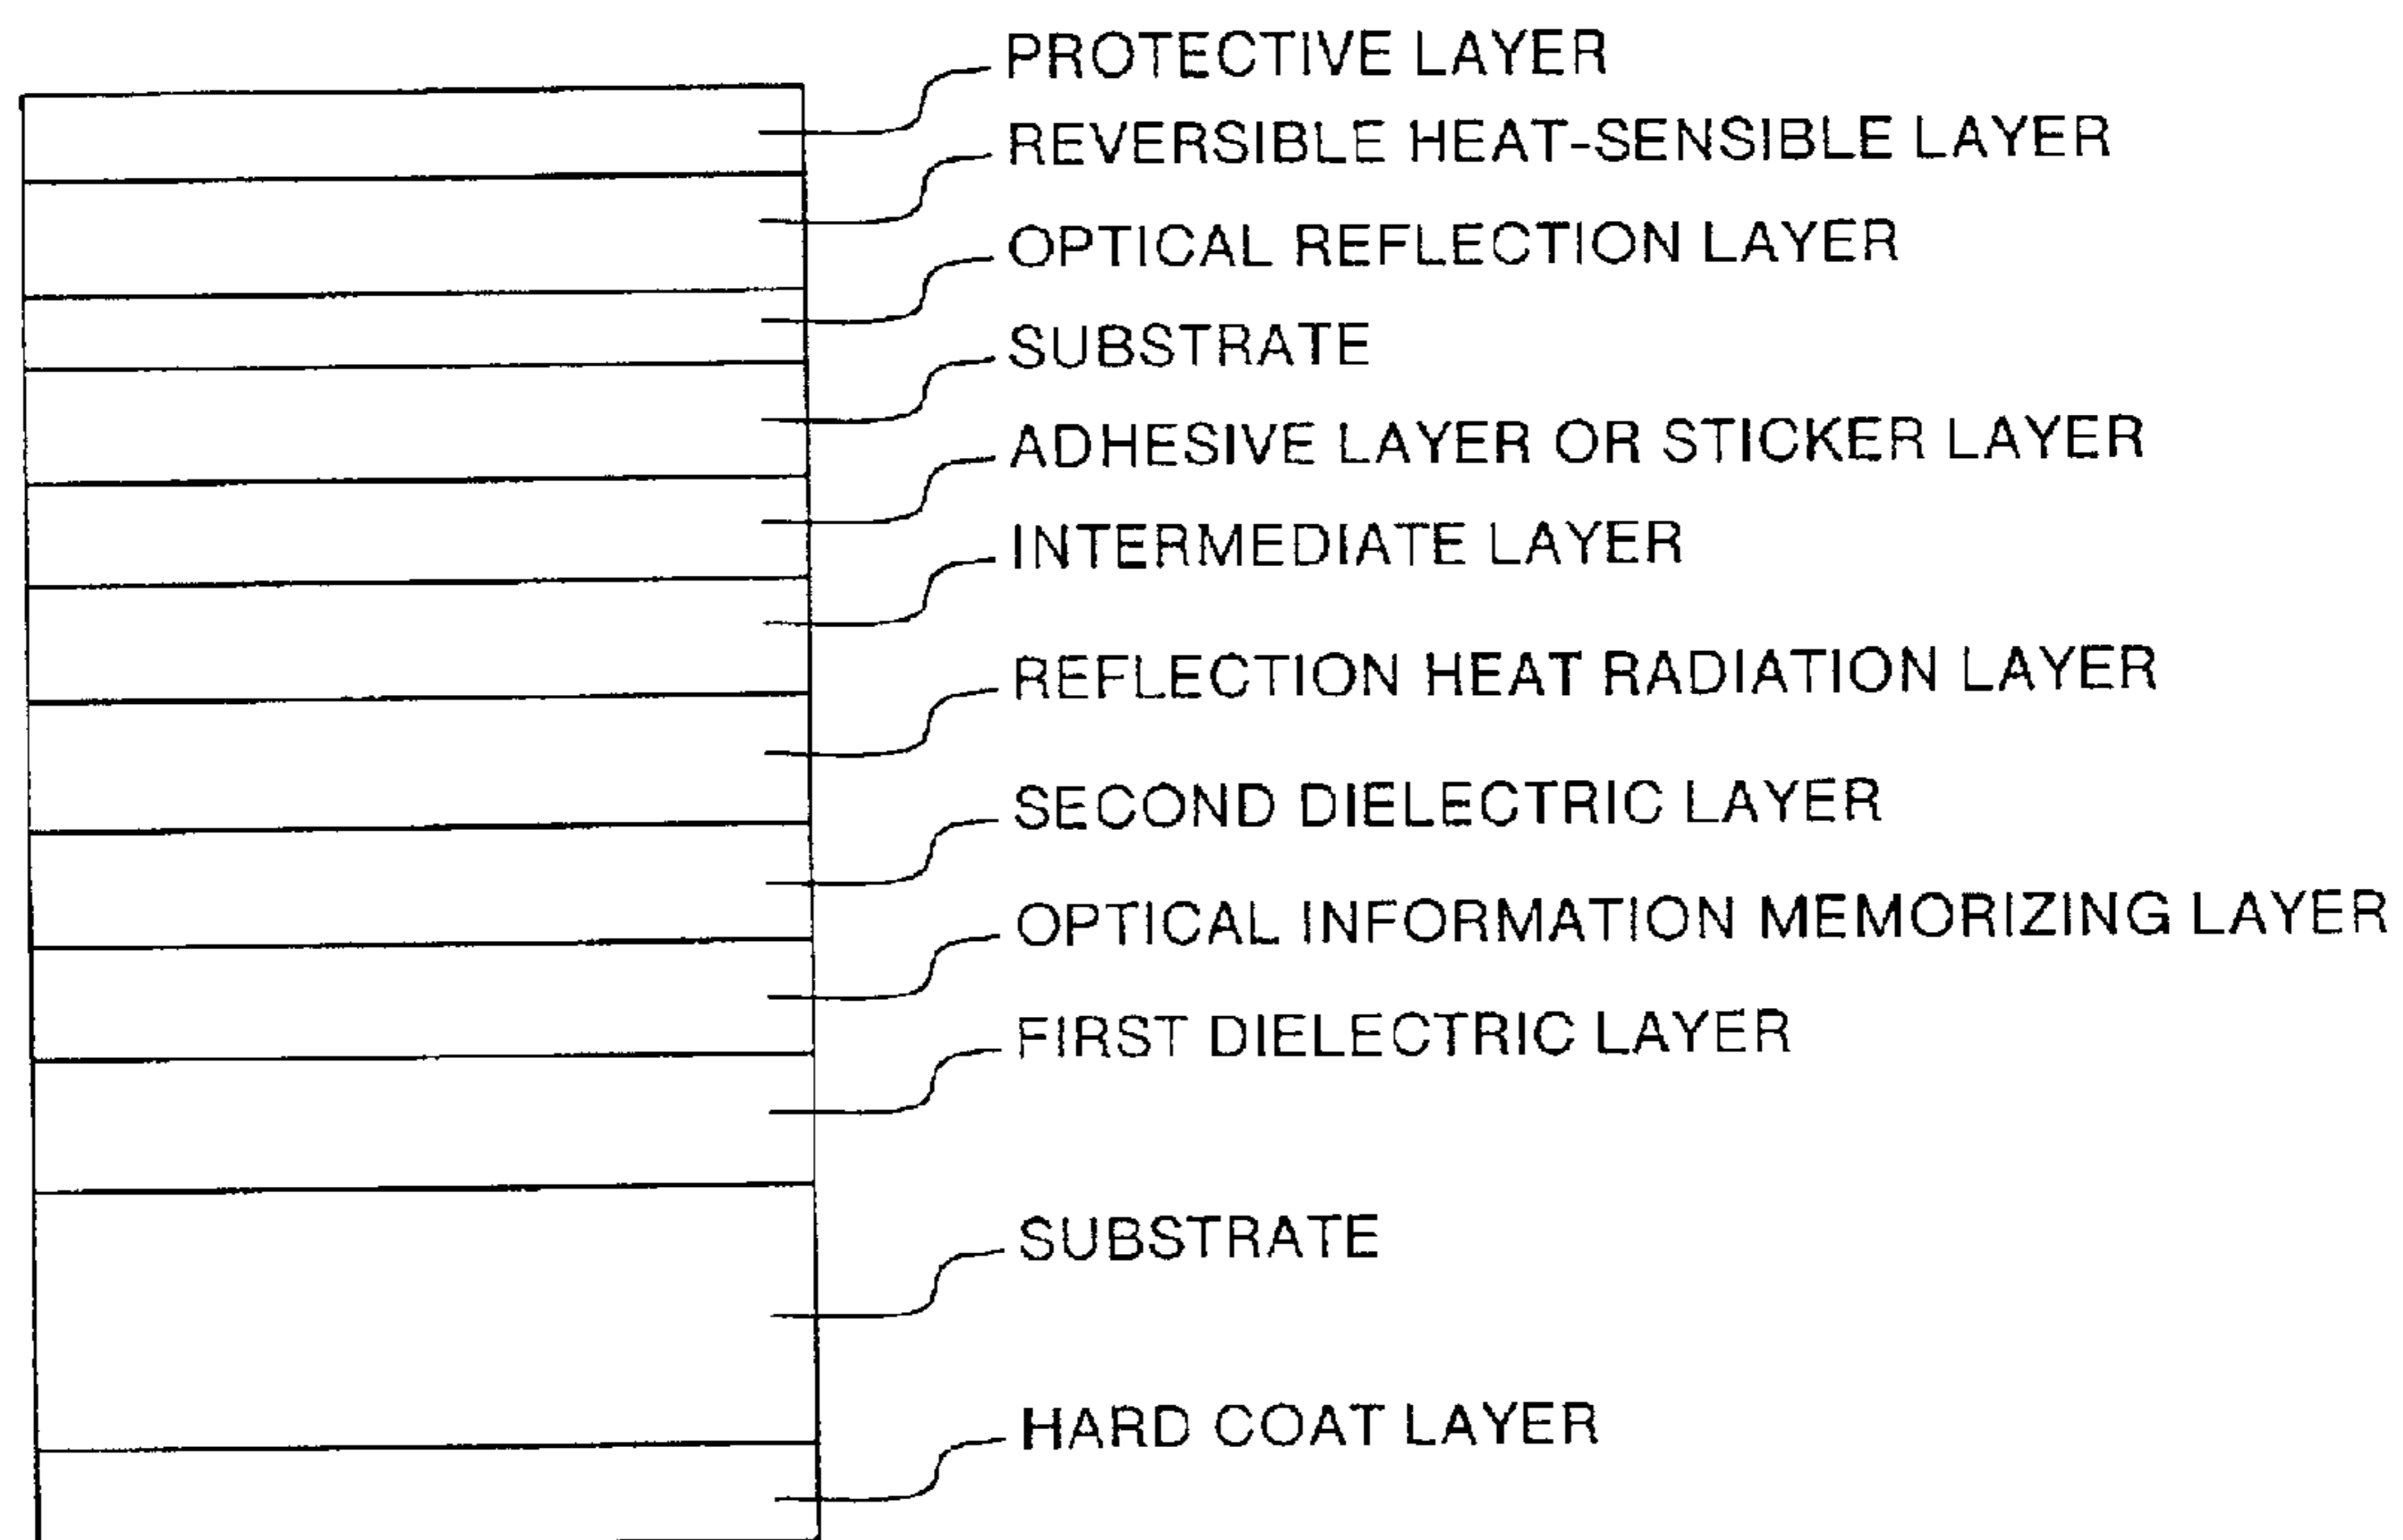 PROTECTIVE LAYER
REVERSIBLE HEAT-SENSIBLE LAYER
OPTICAL REFLECTION LAYER
SUBSTRATE
ADHESIVE LAYER OR STICKER LAYER
INTERMEDIATE LAYER
REFLECTION HEAT RADIATION LAYER
SECOND DIELECTRIC LAYER
OPTICAL INFORMATION MEMORIZING LAYER
FIRST DIELECTRIC LAYER
SUBSTRATE
HARD COAT LAYER